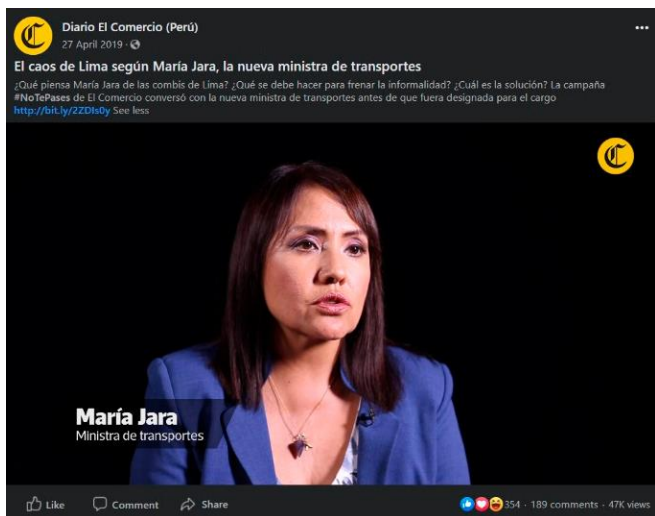 Diario El Comercio (Perú)
27 April 2019 ·
El caos de Lima según María Jara, la nueva ministra de transportes
¿Qué piensa María Jara de las combis de Lima? ¿Qué se debe hacer para frenar la informalidad? ¿Cuál es la solución? La campaña
#NoTePases de El Comercio conversó con la nueva ministra de transportes antes de que fuera designada para el cargo
http://bit.ly/2ZDIs0y See less
María Jara
Ministra de transportes
Like Comment Share 354 · 189 comments · 47K views